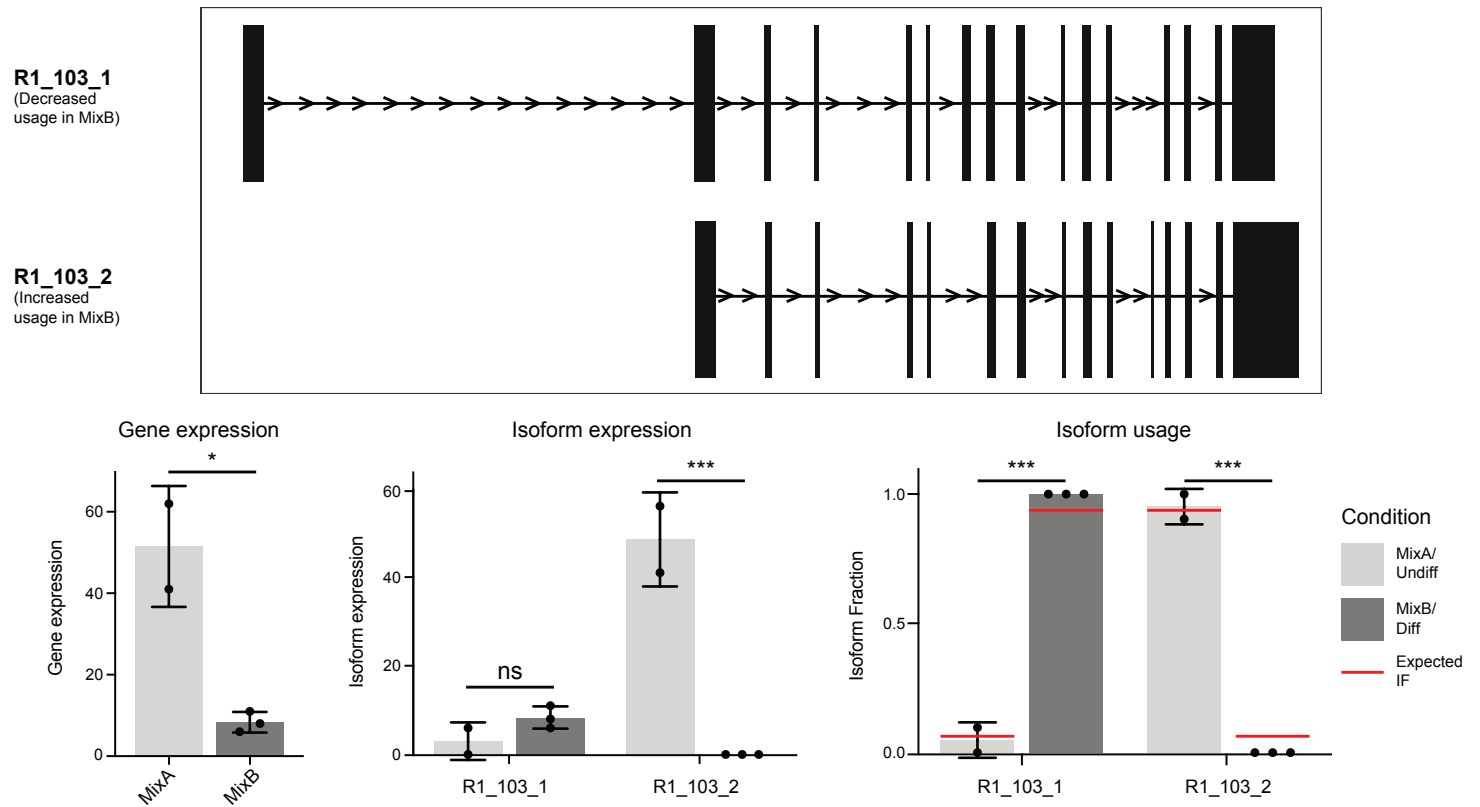 R1_103_1
(Decreased
usage in MixB)
R1_103_2
(Increased
usage in MixB)
Gene expression
*
Gene expression
60
40
20
0
MixA
MixB
Isoform expression
***
ns
Isoform expression
60
40
20
0
R1_103_1
R1_103_2
Isoform usage
***
***
Isoform Fraction
1.0
0.5
0.0
R1_103_1
R1_103_2
Condition
MixA/
Undiff
MixB/
Diff
Expected
IF